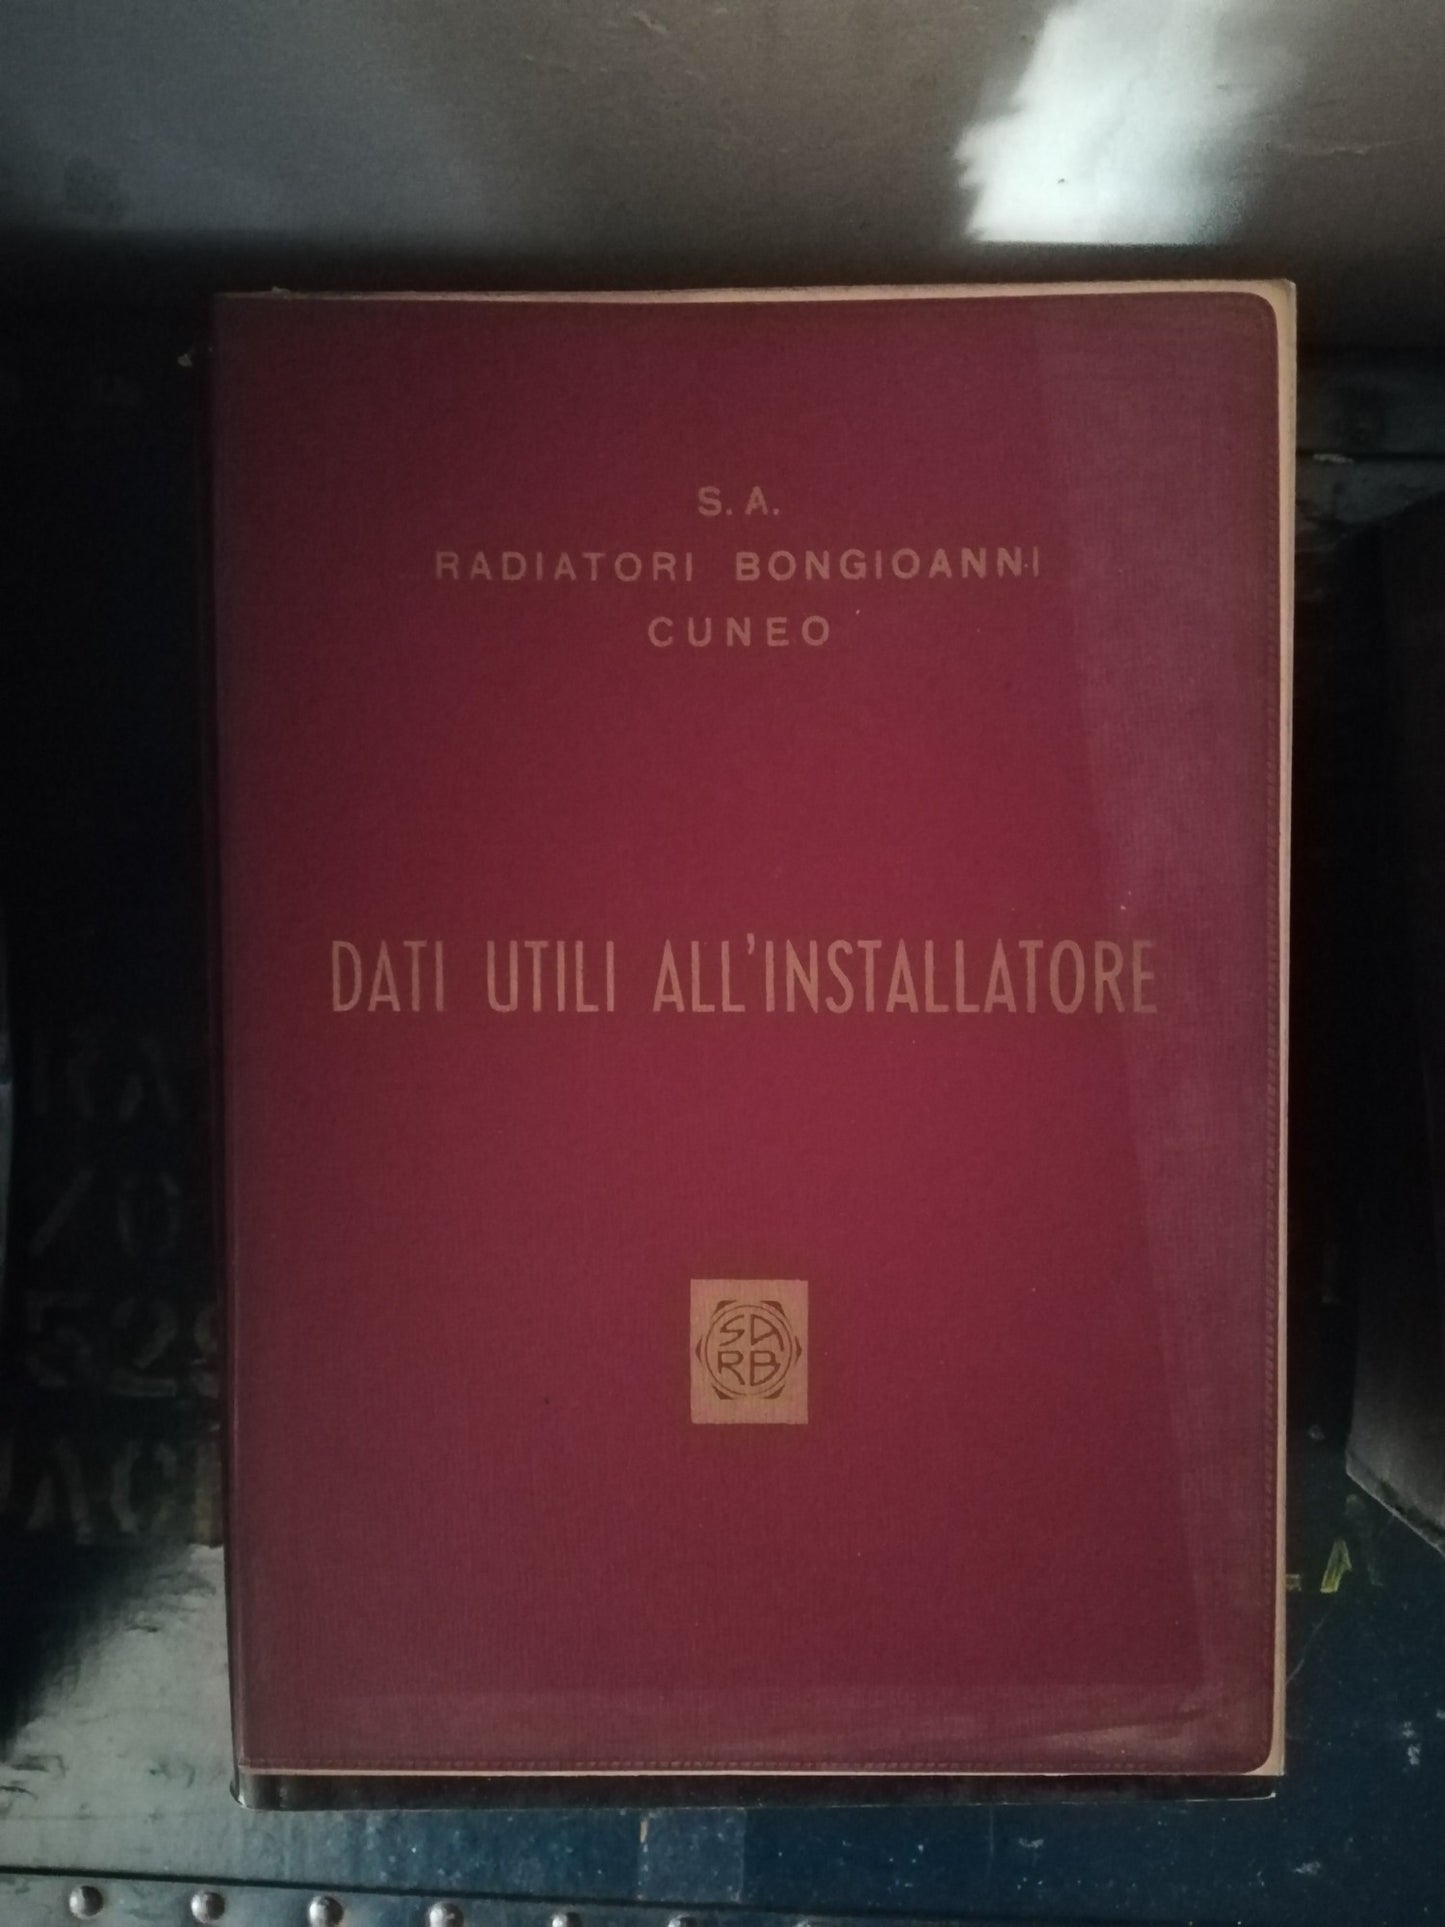 S. A.
RADIATORI BONGIOANNI
CUNEO
DATI UTILI ALL'INSTALLATORE
SA
RB